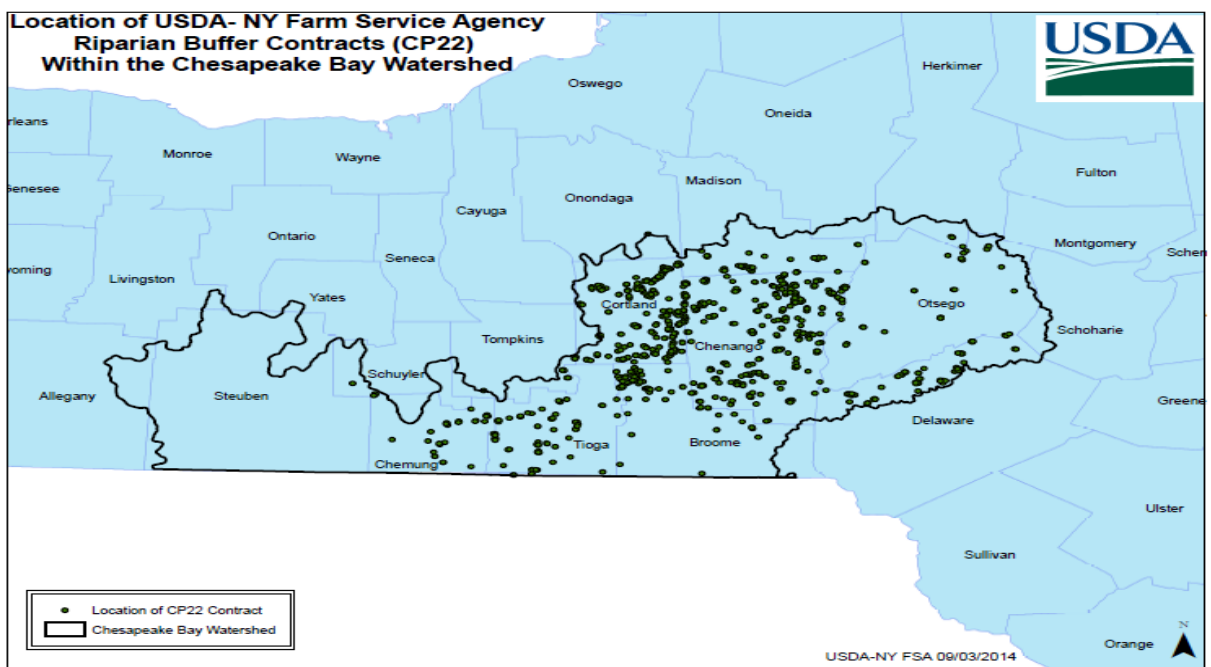 Location of USDA- NY Farm Service Agency
Riparian Buffer Contracts (CP22)
Within the Chesapeake Bay Watershed
USDA
Herkimer
Oswego
Oneida
rleans
Monroe
Wayne
Madison
Fulton
Genesee
Onondaga
Cayuga
Ontario
Montgomery
Seneca
Schen
yoming
Livingston
Yates
Cortland
Otsego
Schoharie
Tompkins
Chenango
Schuyler
Allegany
Steuben
Greene
Delaware
Tioga
Broome
Chemung
Ulster
Sullivan
Location of CP22 Contract
Chesapeake Bay Watershed
N
Orange
USDA-NY FSA 09/03/2014